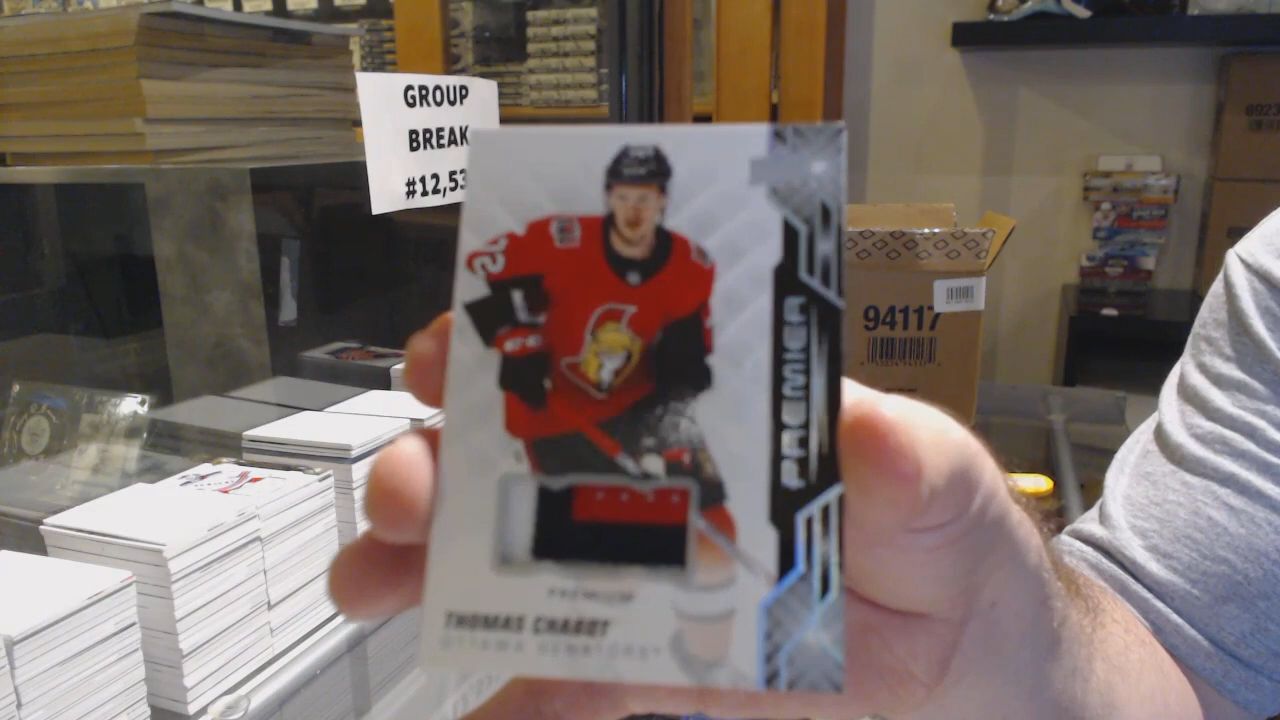 GROUP
BREAK
#12,53
PREMIER
94117
THOMAS CHABOT
OTTAWA SENATORS